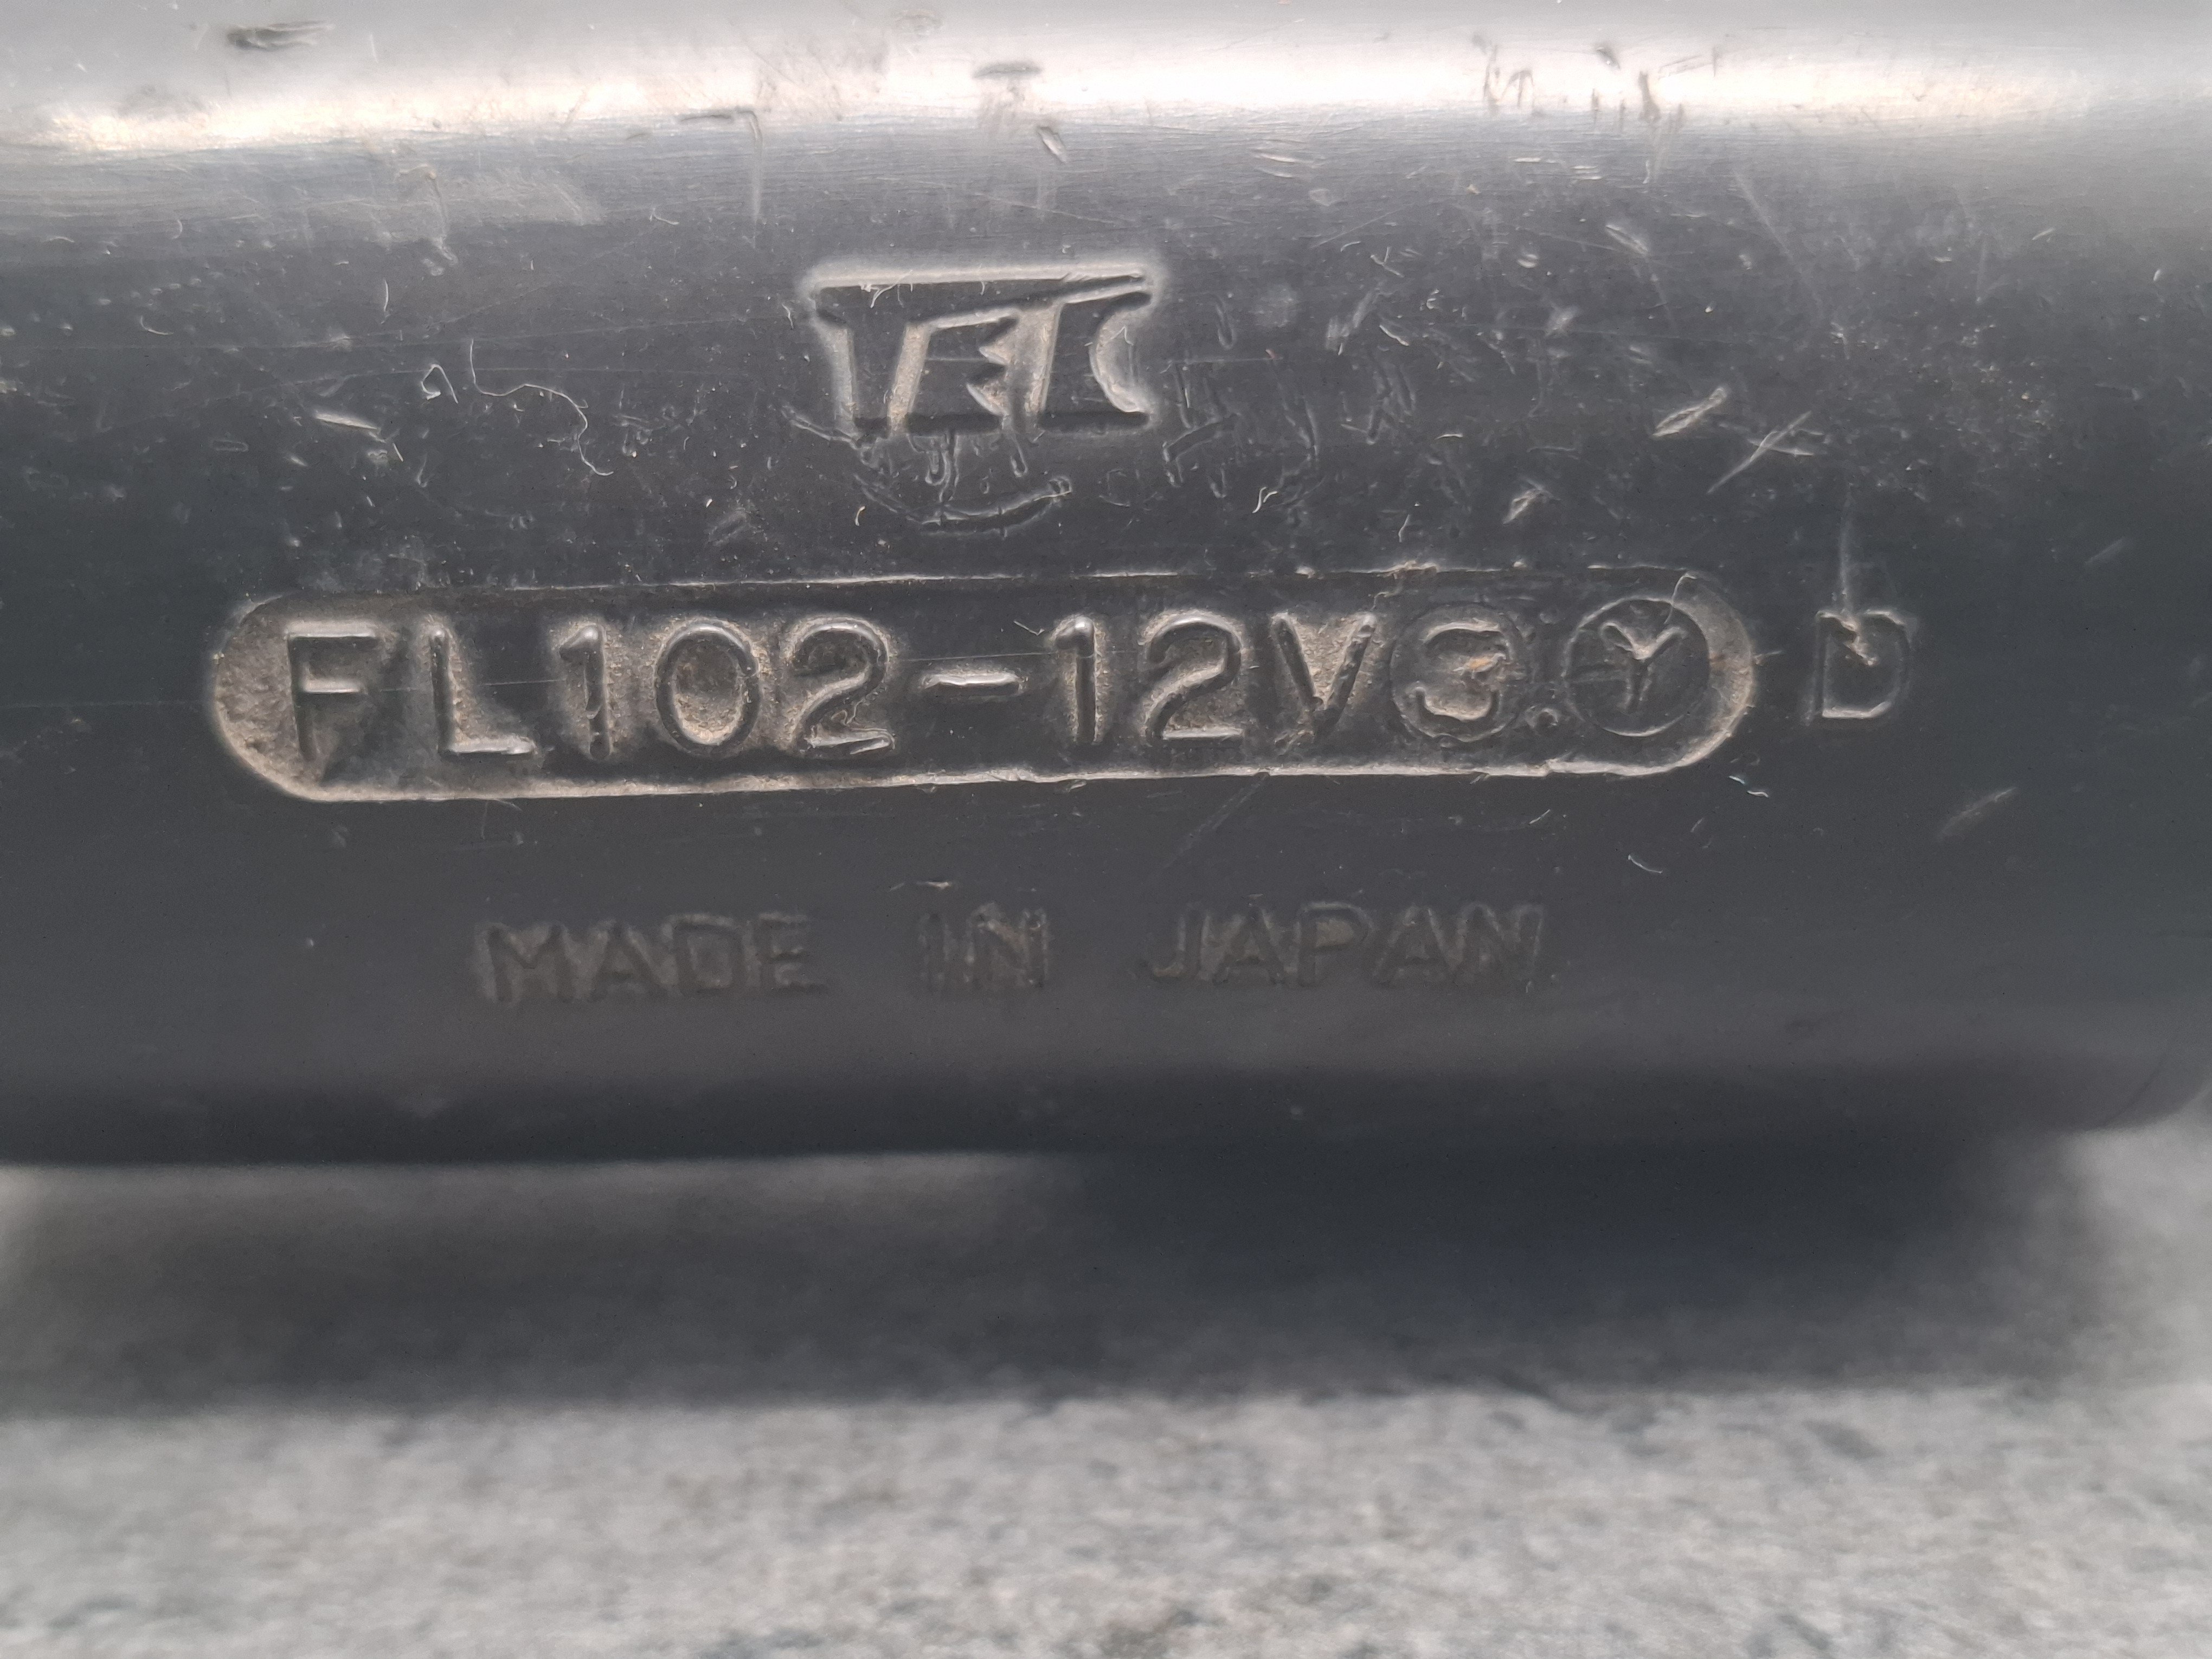 TEC
FL102-12V3.Y D
MADE IN JAPAN